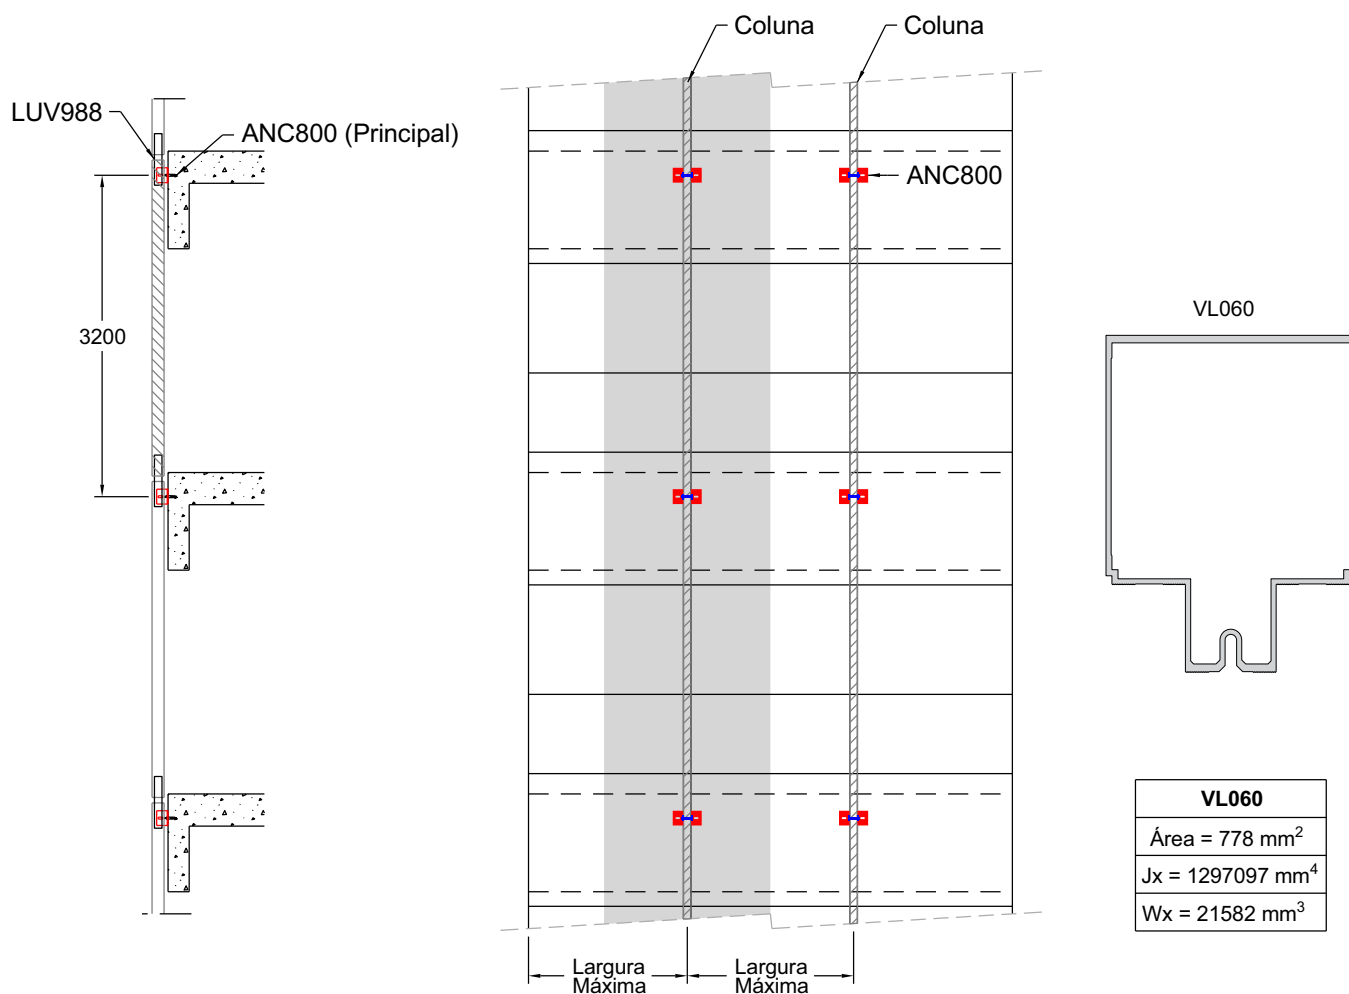 Coluna
Coluna
LUV988
ANC800 (Principal)
ANC800
3200
VL060
VL060
Área = 778 mm²
Jx = 1297097 mm⁴
Wx = 21582 mm³
Largura
Máxima
Largura
Máxima